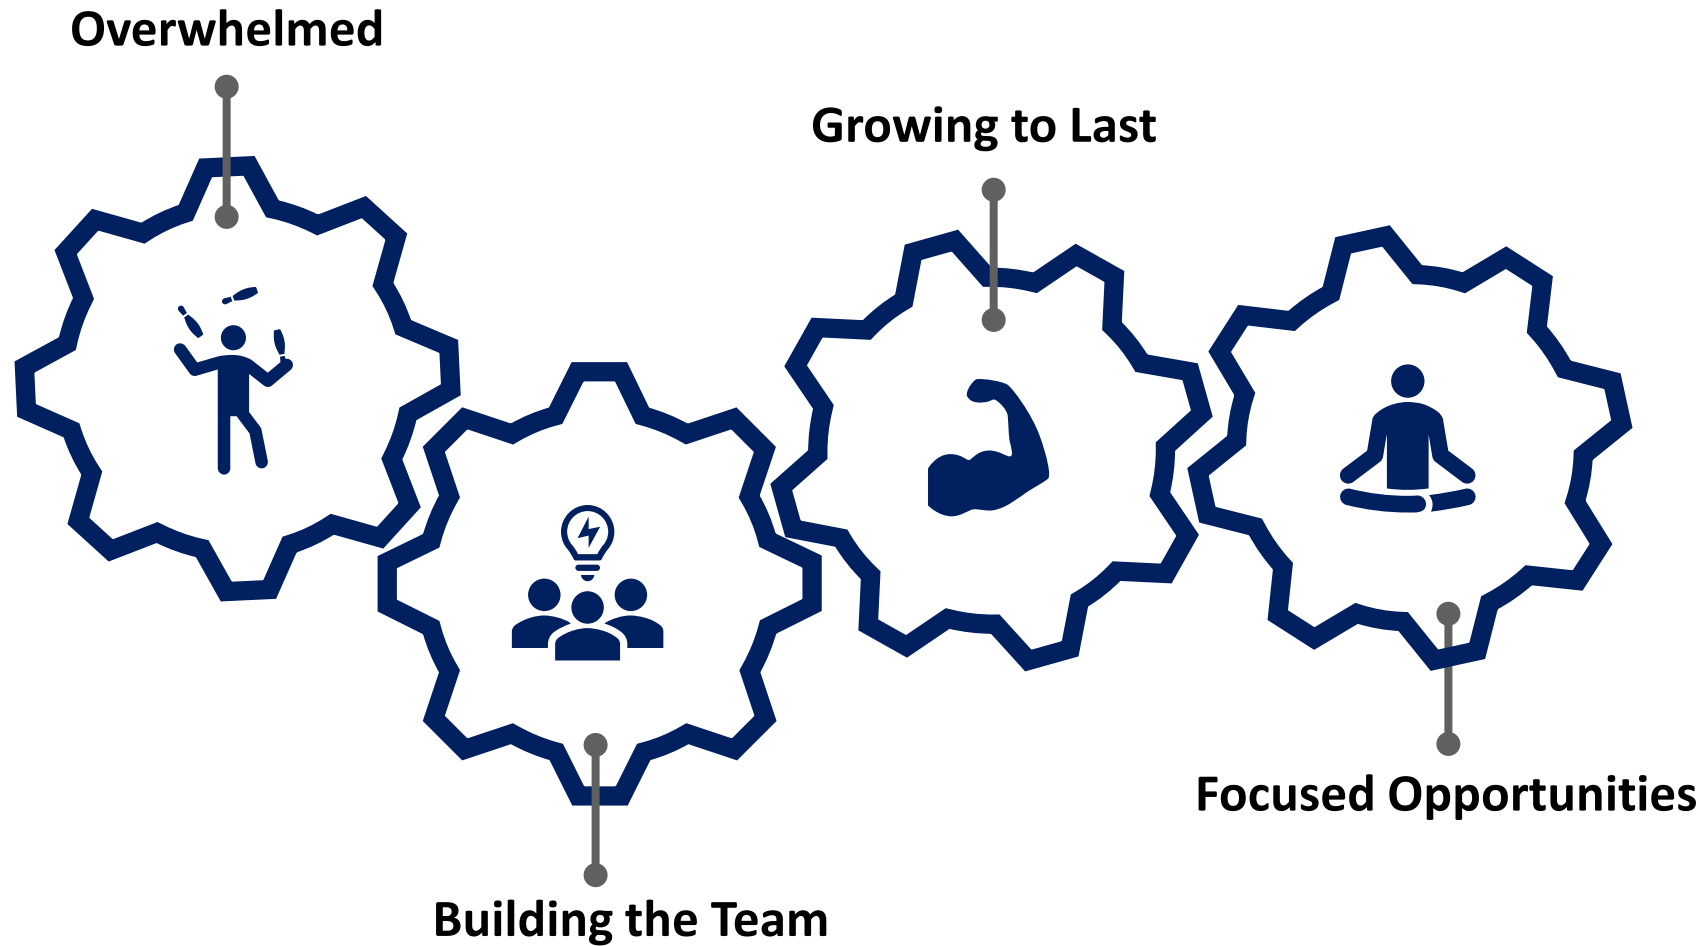 Overwhelmed
Building the Team
Growing to Last
Focused Opportunities